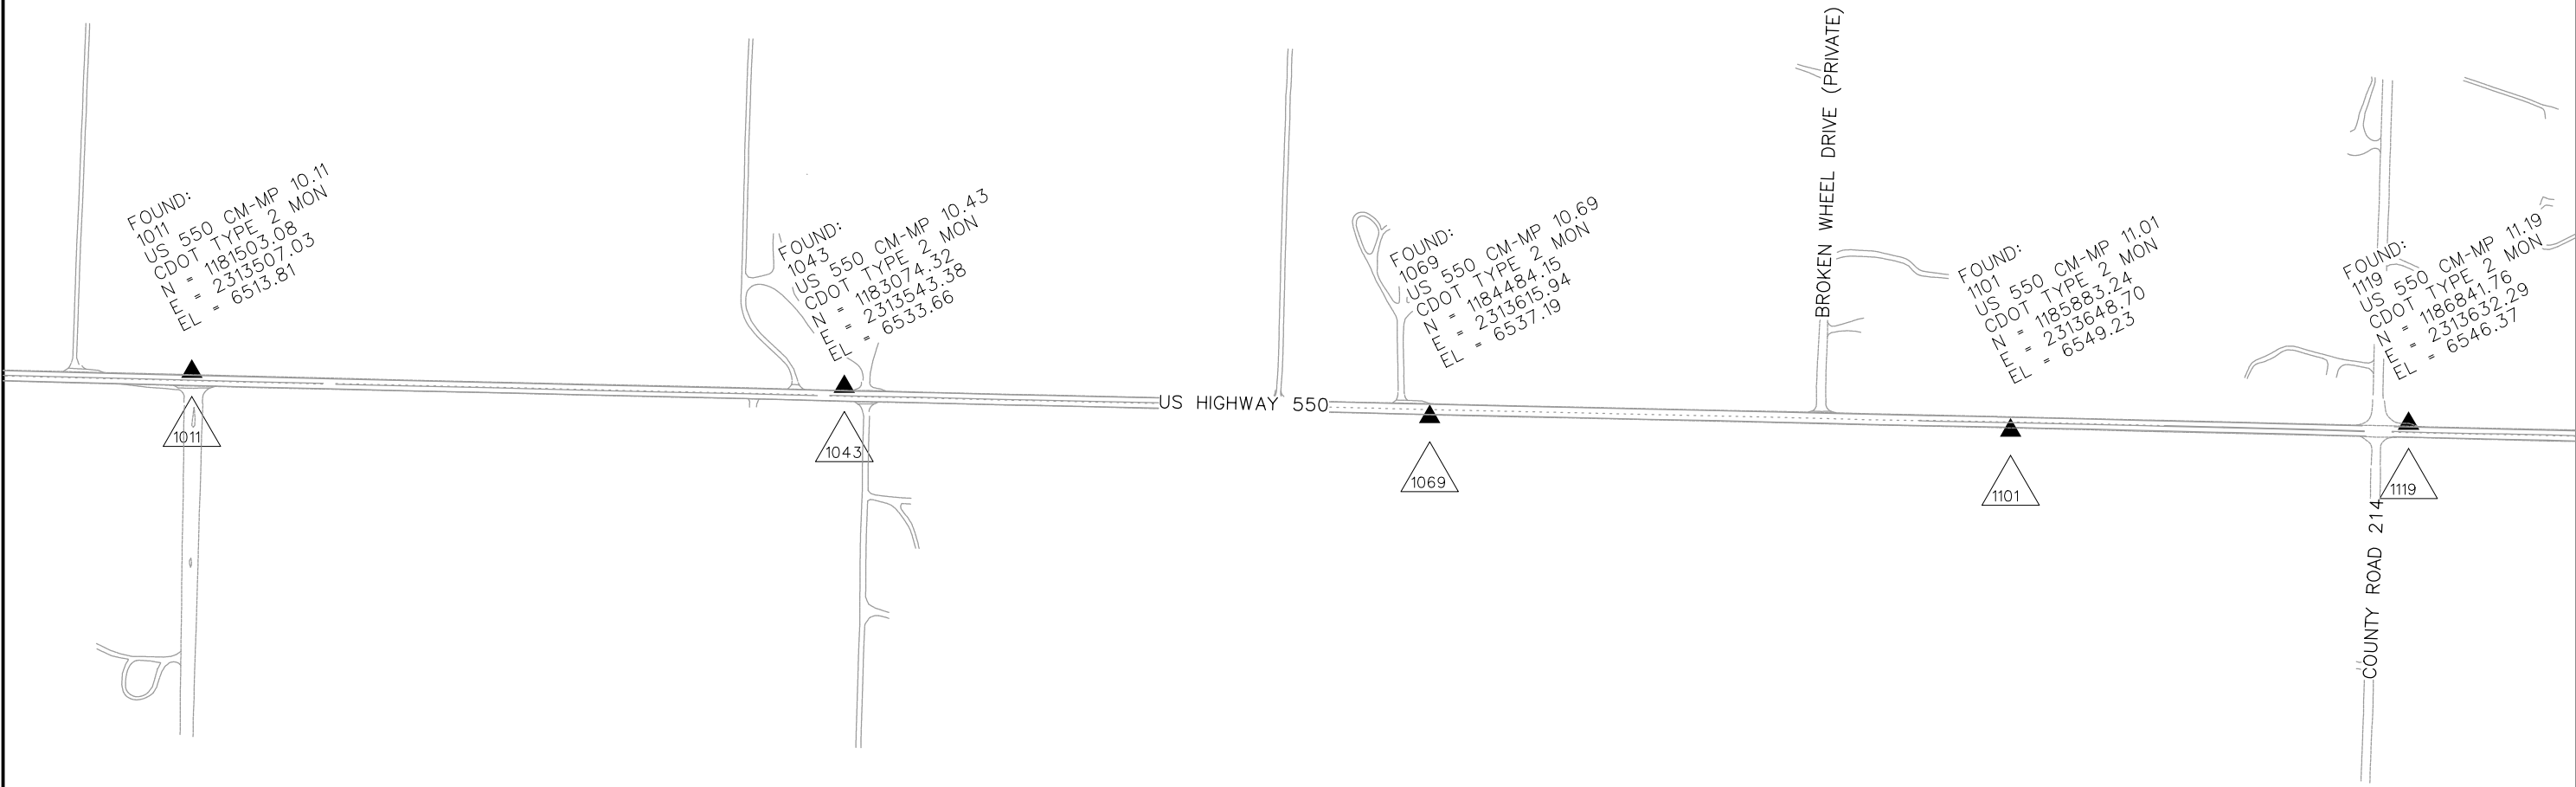 FOUND:
1011
US 550 CM-MP 10.11
CDOT TYPE 2 MON
N = 1181503.08
E = 2313507.03
EL = 6513.81
FOUND:
1043
US 550 CM-MP 10.43
CDOT TYPE 2 MON
N = 1183074.32
E = 2313543.38
EL = 6533.66
FOUND:
1069
US 550 CM-MP 10.69
CDOT TYPE 2 MON
N = 1184484.15
E = 2313615.94
EL = 6537.19
BROKEN WHEEL DRIVE (PRIVATE)
FOUND:
1101
US 550 CM-MP 11.01
CDOT TYPE 2 MON
N = 1185883.24
E = 2313648.70
EL = 6549.23
FOUND:
1119
US 550 CM-MP 11.19
CDOT TYPE 2 MON
N = 1186841.76
E = 2313632.29
EL = 6546.37
US HIGHWAY 550
1011
1043
1069
1101
1119
COUNTY ROAD 214